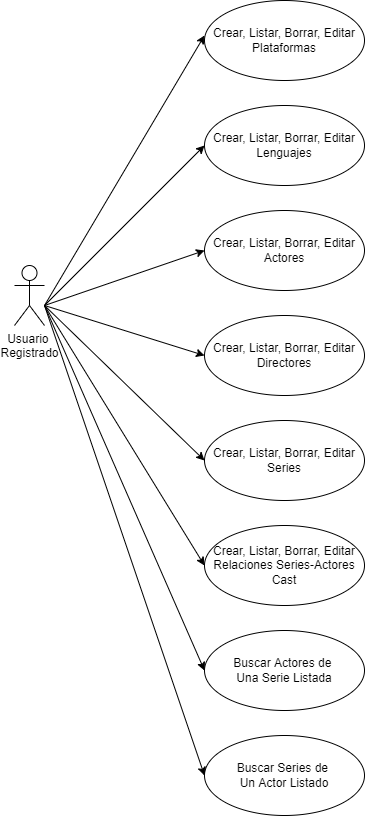 Crear, Listar, Borrar, Editar
Plataformas
Crear, Listar, Borrar, Editar
Lenguajes
Crear, Listar, Borrar, Editar
Actores
Usuario
Registrado
Crear, Listar, Borrar, Editar
Directores
Crear, Listar, Borrar, Editar
Series
Crear, Listar, Borrar, Editar
Relaciones Series-Actores
Cast
Buscar Actores de
Una Serie Listada
Buscar Series de
Un Actor Listado